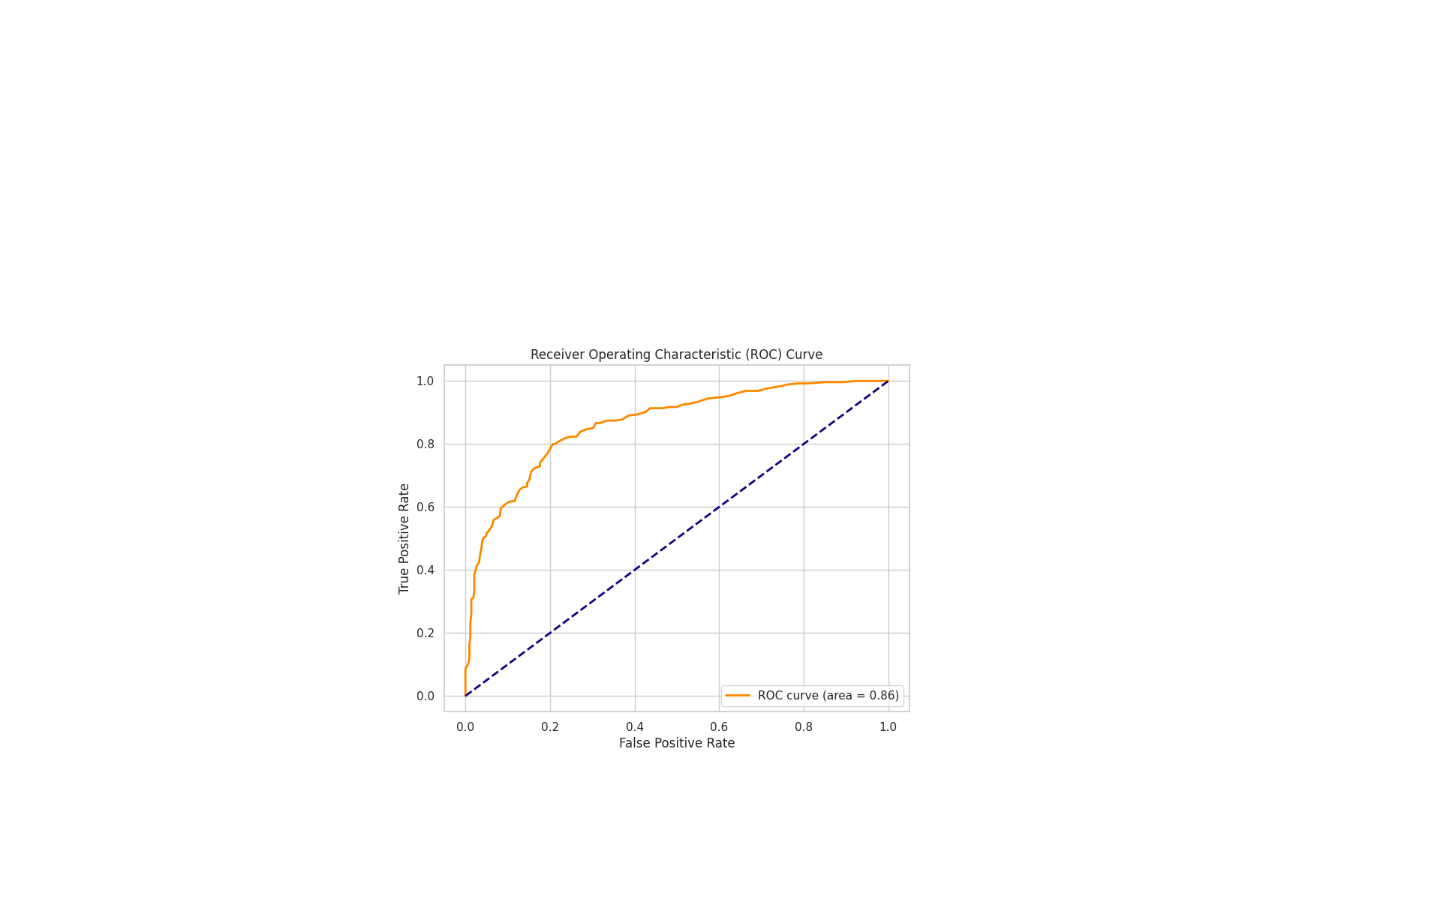 Receiver Operating Characteristic (ROC) Curve
1.0
0.8
0.6
0.4
0.2
0.0
True Positive Rate
ROC curve (area = 0.86)
0.0 0.2 0.4 0.6 0.8 1.0
False Positive Rate